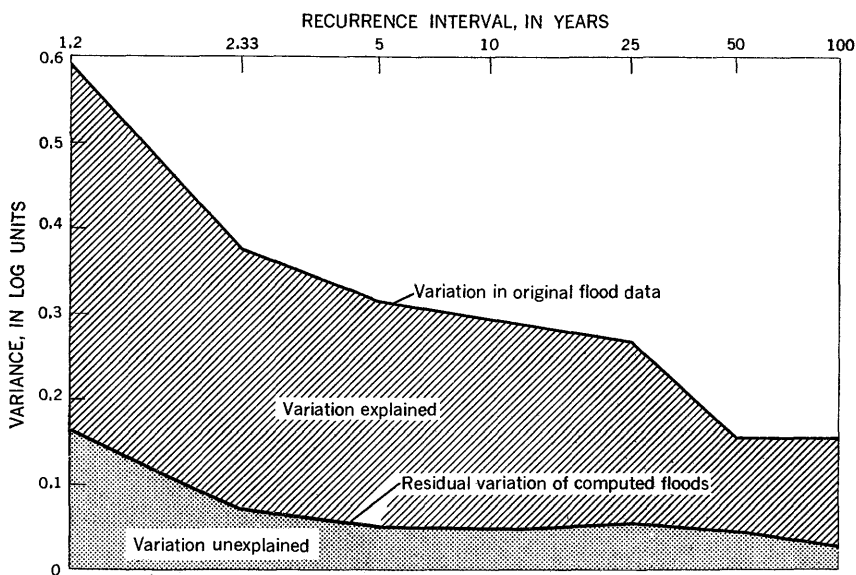 RECURRENCE INTERVAL, IN YEARS
1.2 2.33 5 10 25 50 100
0.6
0.5
0.4
0.3
0.2
0.1
0
VARIANCE, IN LOG UNITS
Variation in original flood data
Variation explained
Residual variation of computed floods
Variation unexplained